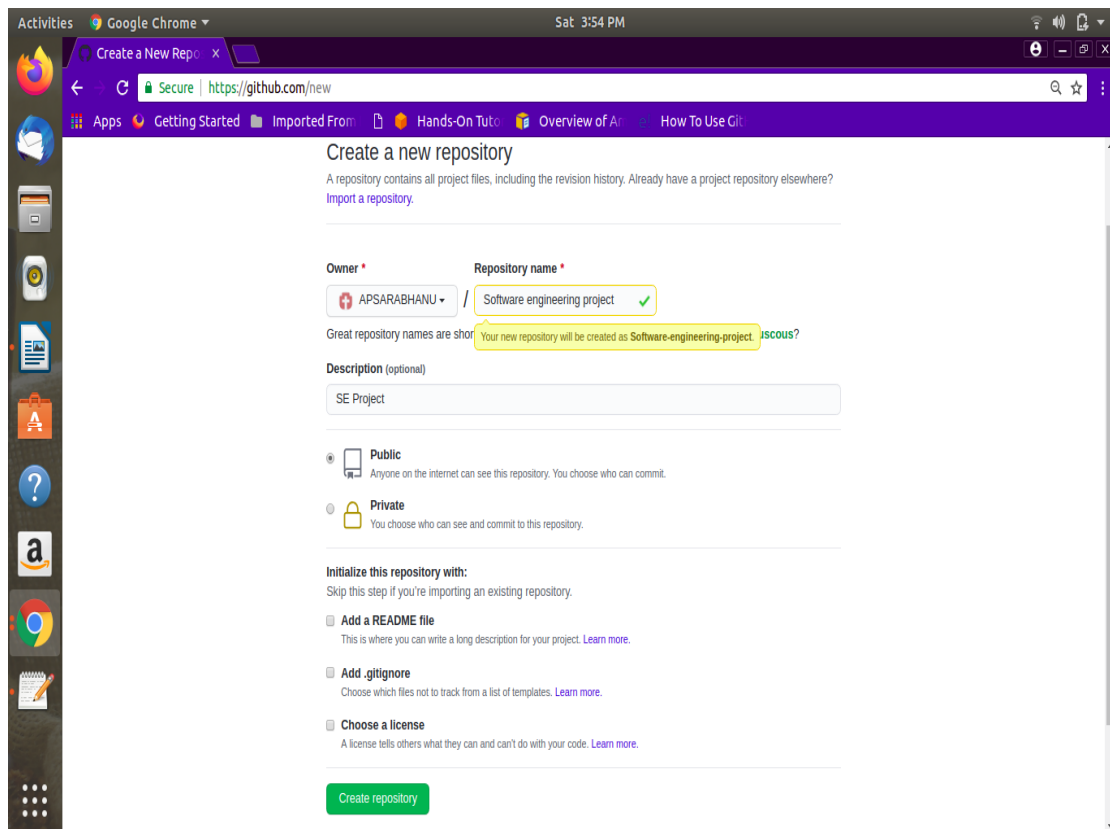 Activities Google Chrome ▾ Sat 3:54 PM
Create a New Repo ×
Secure | https://github.com/new
Apps Getting Started Imported From Hands-On Tuto Overview of Ar How To Use Git
Create a new repository
A repository contains all project files, including the revision history. Already have a project repository elsewhere?
Import a repository.
Owner * Repository name *
APSARABHANU / Software engineering project
Great repository names are shor uscous?
Your new repository will be created as Software-engineering-project.
Description (optional)
SE Project
Public
Anyone on the internet can see this repository. You choose who can commit.
Private
You choose who can see and commit to this repository.
Initialize this repository with:
Skip this step if you're importing an existing repository.
Add a README file
This is where you can write a long description for your project. Learn more.
Add .gitignore
Choose which files not to track from a list of templates. Learn more.
Choose a license
A license tells others what they can and can't do with your code. Learn more.
Create repository